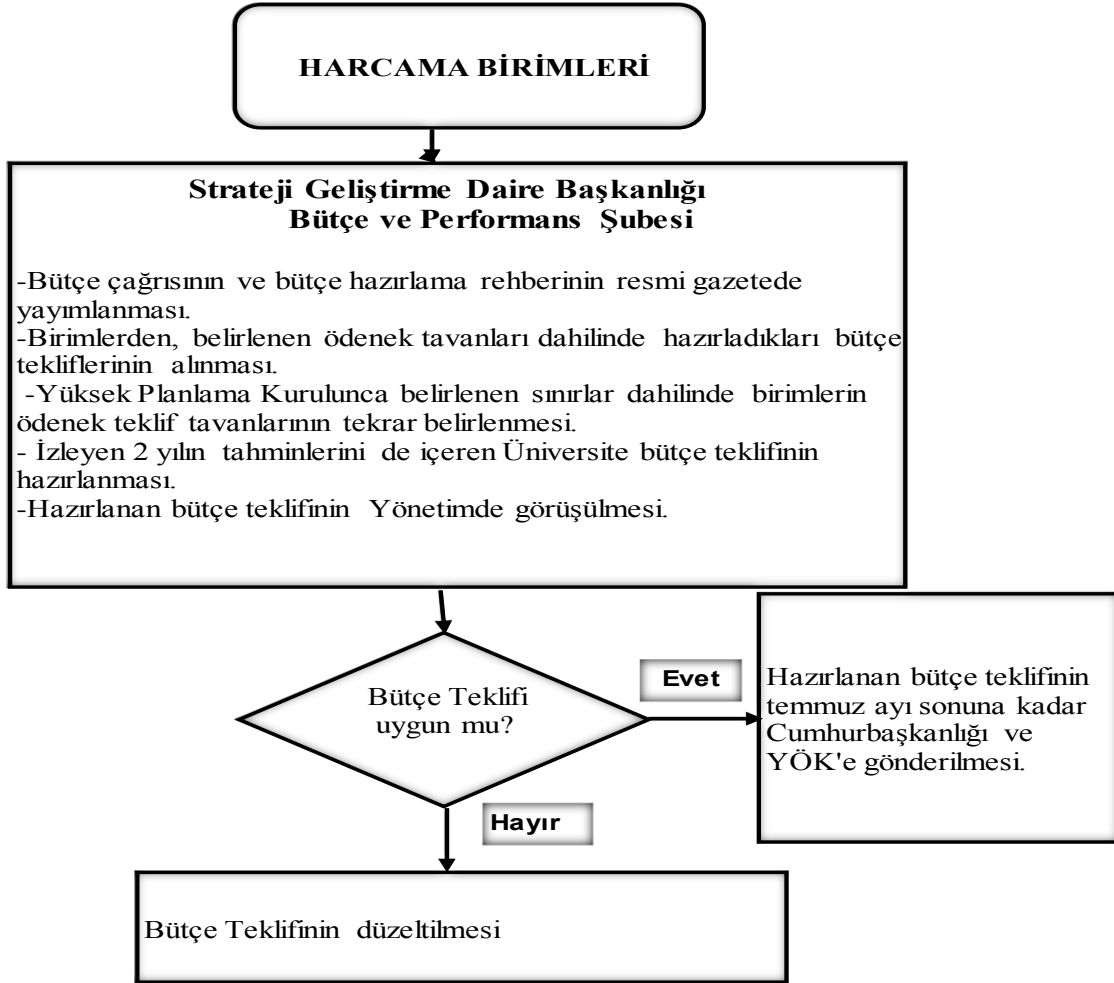 HARCAMA BİRİMLERİ
Strateji Geliştirme Daire Başkanlığı
Bütçe ve Performans Şubesi
-Bütçe çağrısının ve bütçe hazırlama rehberinin resmi gazetede
yayımlanması.
-Birimlerden, belirlenen ödenek tavanları dahilinde hazırladıkları bütçe
tekliflerinin alınması.
-Yüksek Planlama Kurulunca belirlenen sınırlar dahilinde birimlerin
ödenek teklif tavanlarının tekrar belirlenmesi.
- İzleyen 2 yılın tahminlerini de içeren Üniversite bütçe teklifinin
hazırlanması.
-Hazırlanan bütçe teklifinin Yönetimde görüşülmesi.
Bütçe Teklifi
uygun mu?
Evet
Hazırlanan bütçe teklifinin
temmuz ayı sonuna kadar
Cumhurbaşkanlığı ve
YÖK'e gönderilmesi.
Hayır
Bütçe Teklifinin düzeltilmesi